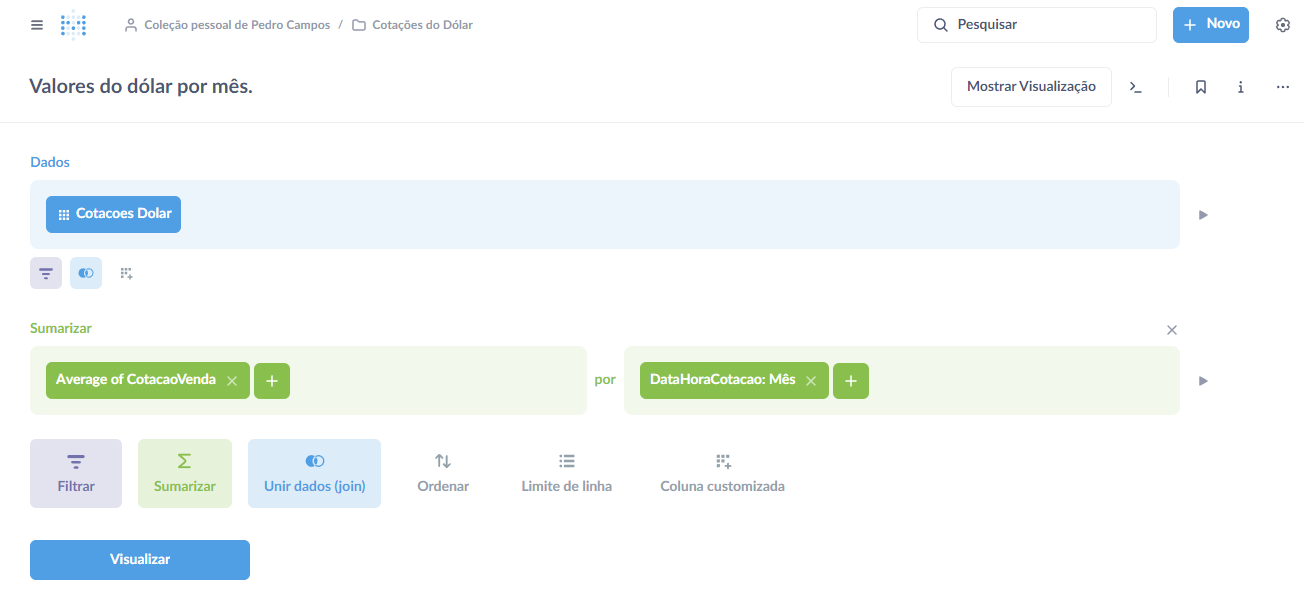 Coleção pessoal de Pedro Campos / Cotações do Dólar
Pesquisar
+ Novo
Valores do dólar por mês.
Mostrar Visualização
Dados
Cotacoes Dolar
Sumarizar
Average of CotacaoVenda
por
DataHoraCotacao: Mês
Filtrar
Sumarizar
Unir dados (join)
Ordenar
Limite de linha
Coluna customizada
Visualizar